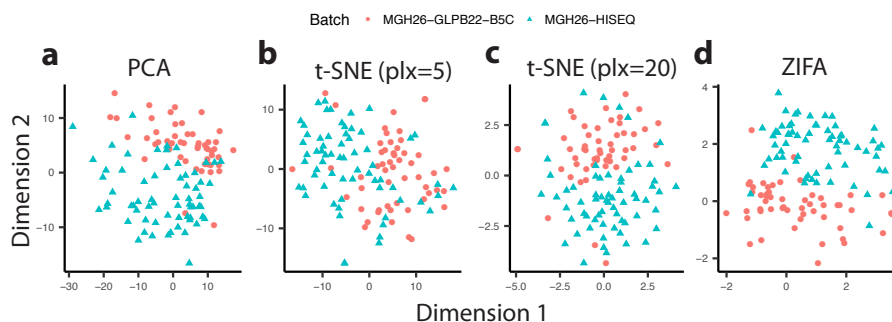 Batch MGH26−GLPB22−B5C MGH26−HISEQ
a b c d
PCA t-SNE (plx=5) t-SNE (plx=20) ZIFA
Dimension 2
10
0
−10
−30 −20 −10 0 10
10
0
−10
−10 0 10
2.5
0.0
−2.5
−5.0 −2.5 0.0 2.5
4
2
0
−2
−2 0 2
Dimension 1